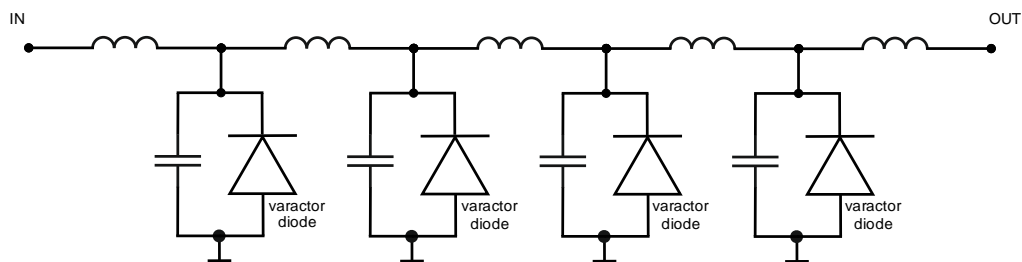 IN
OUT
varactor
diode
varactor
diode
varactor
diode
varactor
diode